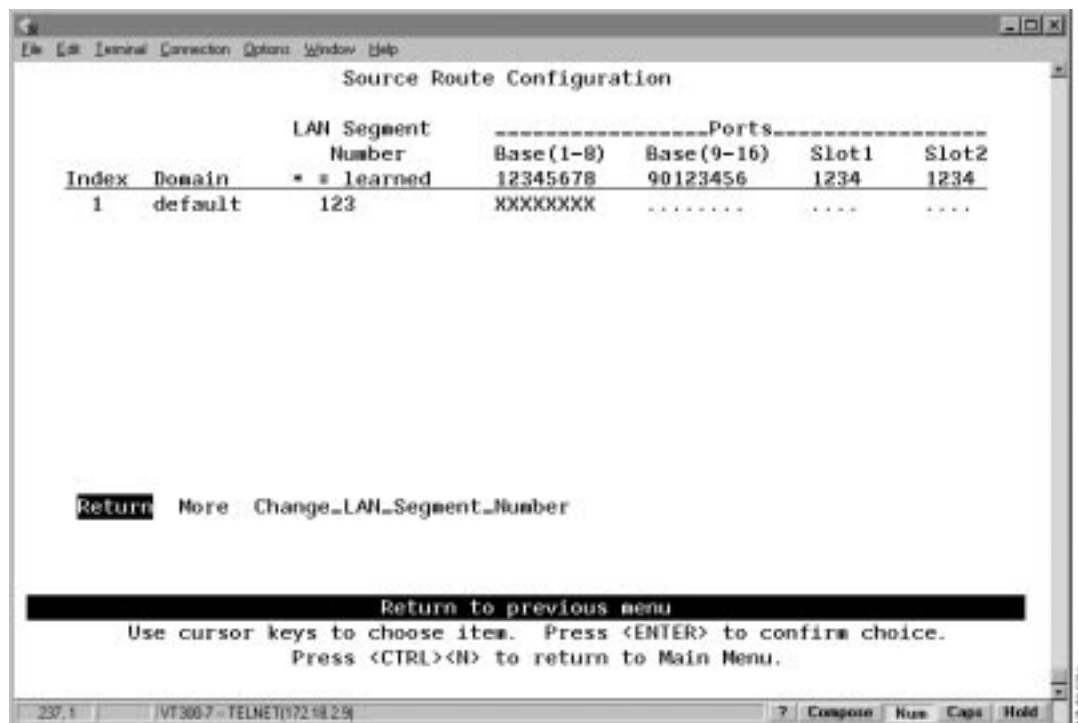 File Edit Terminal Connection Options Window Help
Source Route Configuration
LAN Segment _________________Ports_________________
Number Base(1-8) Base(9-16) Slot1 Slot2
Index Domain * = learned 12345678 90123456 1234 1234
1 default 123 XXXXXXXX ........ .... ....
Return More Change_LAN_Segment_Number
Return to previous menu
Use cursor keys to choose item. Press <ENTER> to confirm choice.
Press <CTRL><N> to return to Main Menu.
237, 1 VT300-7 -- TELNET(172.18.2.9) ? Compose Num Caps Hold